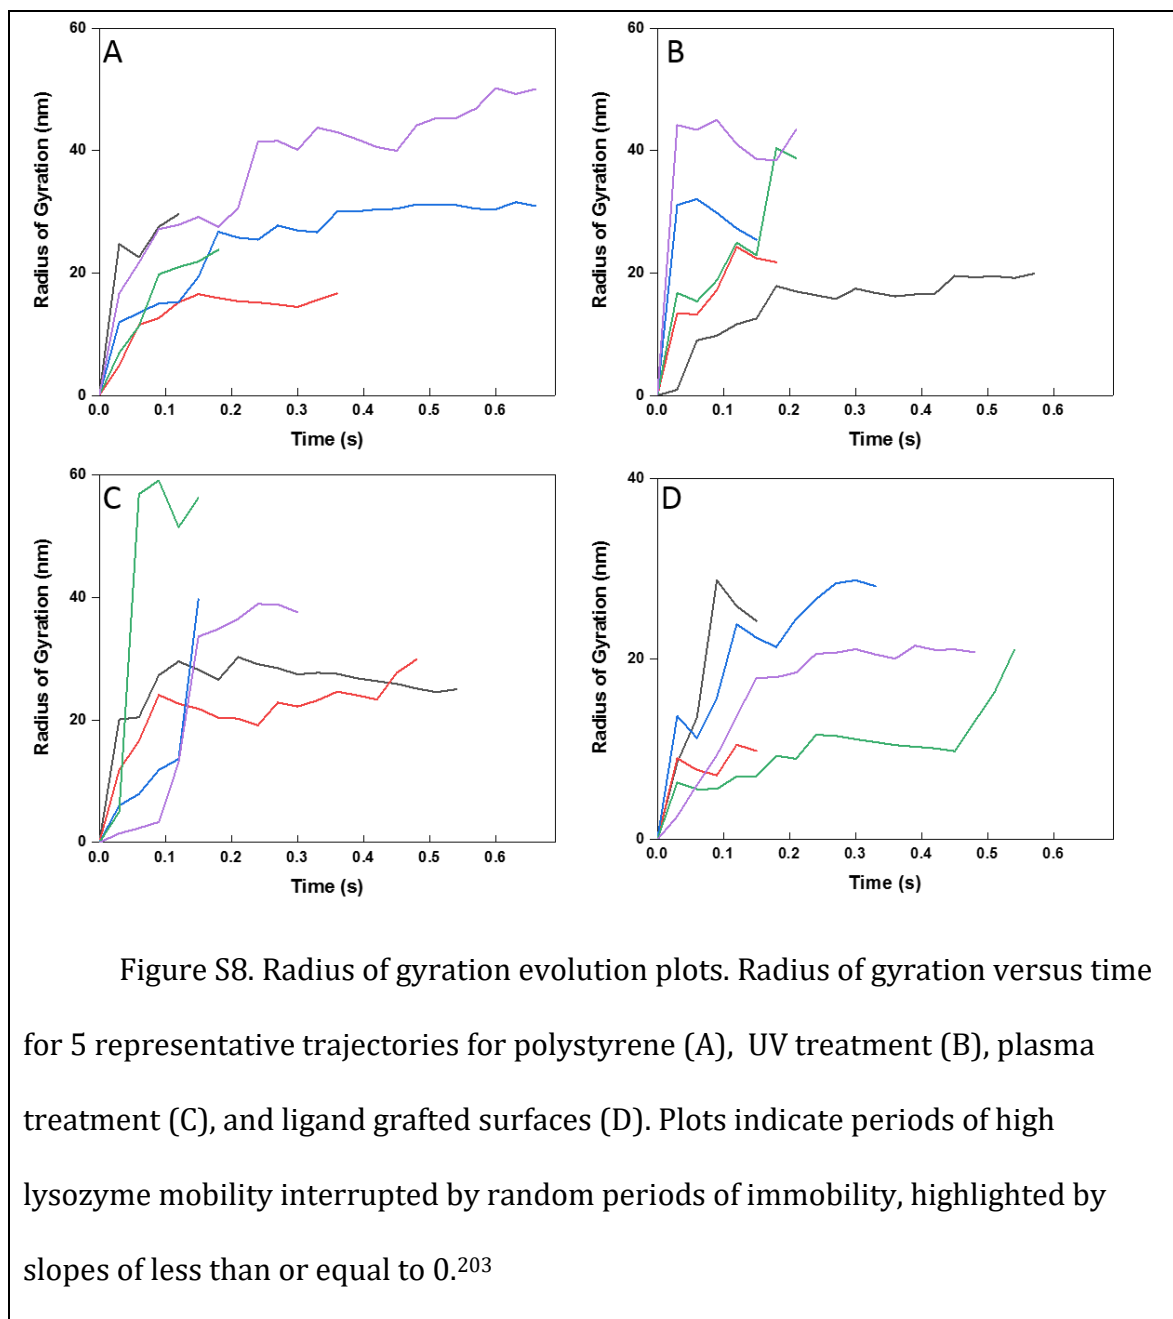 60
A
40
20
0
Radius of Gyration (nm)
0.0 0.1 0.2 0.3 0.4 0.5 0.6
Time (s)
60
B
40
20
0
Radius of Gyration (nm)
0.0 0.1 0.2 0.3 0.4 0.5 0.6
Time (s)
60
C
40
20
0
Radius of Gyration (nm)
0.0 0.1 0.2 0.3 0.4 0.5 0.6
Time (s)
40
D
20
0
Radius of Gyration (nm)
0.0 0.1 0.2 0.3 0.4 0.5 0.6
Time (s)
Figure S8. Radius of gyration evolution plots. Radius of gyration versus time
for 5 representative trajectories for polystyrene (A), UV treatment (B), plasma
treatment (C), and ligand grafted surfaces (D). Plots indicate periods of high
lysozyme mobility interrupted by random periods of immobility, highlighted by
slopes of less than or equal to 0.²⁰³